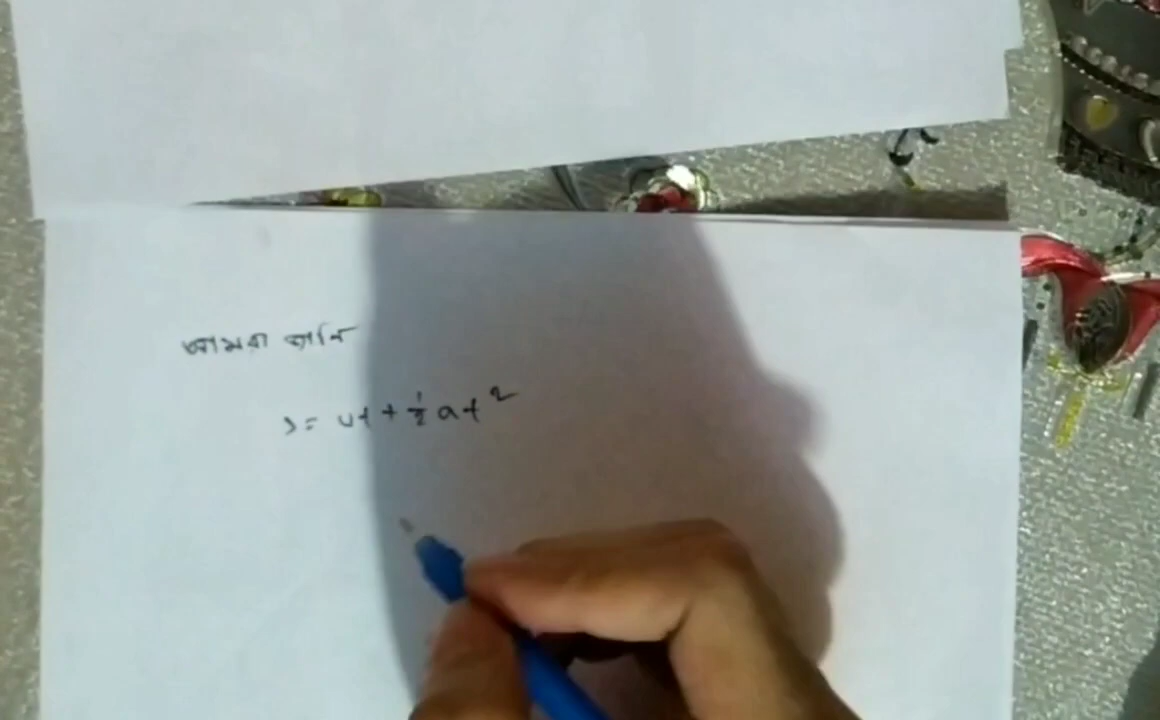 আমরা জানি
s = ut + ½ at²